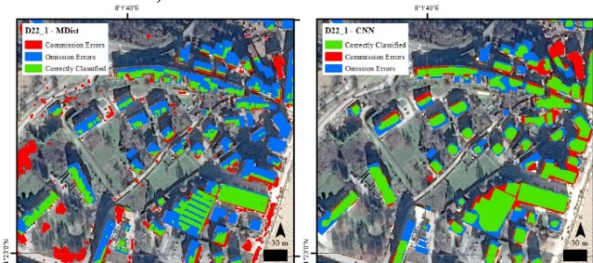 8°1'40"E
D22_1 - MDist
Commission Errors
Omission Errors
Correctly Classified
N
30 m
8°1'40"E
D22_1 - CNN
Correctly Classified
Commission Errors
Omission Errors
N
30 m